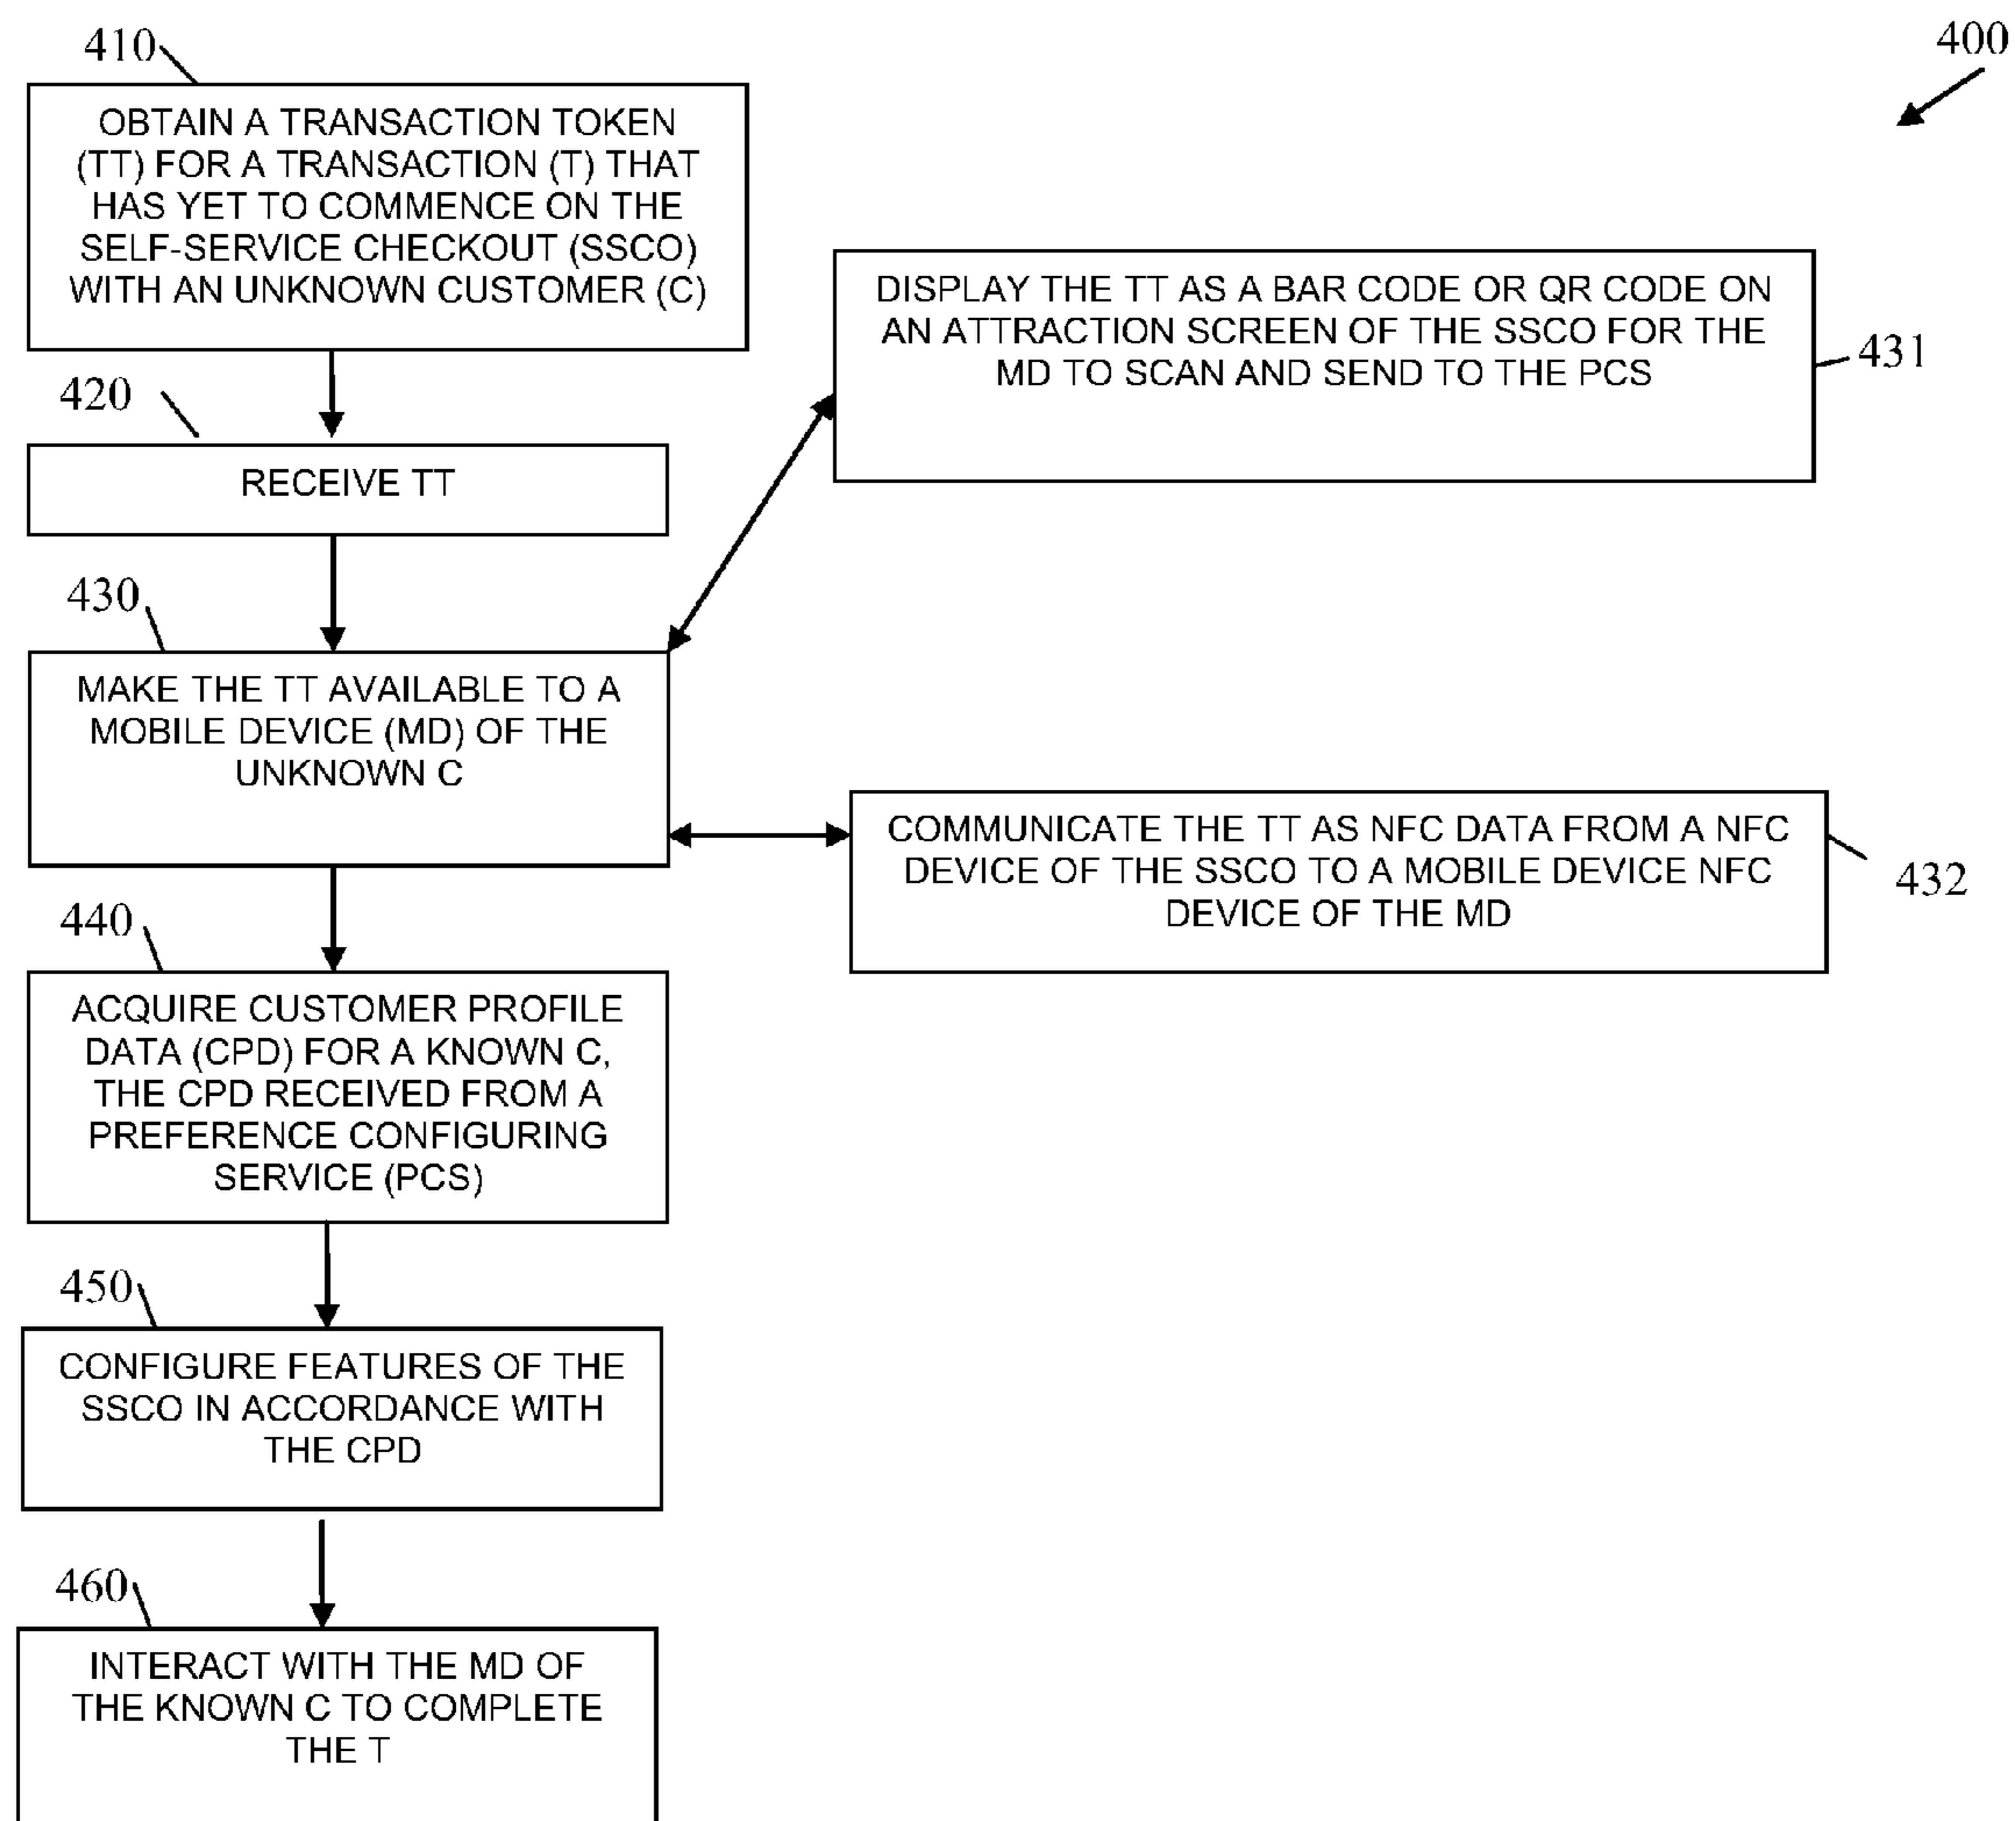 400
410
OBTAIN A TRANSACTION TOKEN
(TT) FOR A TRANSACTION (T) THAT
HAS YET TO COMMENCE ON THE
SELF-SERVICE CHECKOUT (SSCO)
WITH AN UNKNOWN CUSTOMER (C)
420
RECEIVE TT
430
MAKE THE TT AVAILABLE TO A
MOBILE DEVICE (MD) OF THE
UNKNOWN C
431
DISPLAY THE TT AS A BAR CODE OR QR CODE ON
AN ATTRACTION SCREEN OF THE SSCO FOR THE
MD TO SCAN AND SEND TO THE PCS
432
COMMUNICATE THE TT AS NFC DATA FROM A NFC
DEVICE OF THE SSCO TO A MOBILE DEVICE NFC
DEVICE OF THE MD
440
ACQUIRE CUSTOMER PROFILE
DATA (CPD) FOR A KNOWN C,
THE CPD RECEIVED FROM A
PREFERENCE CONFIGURING
SERVICE (PCS)
450
CONFIGURE FEATURES OF THE
SSCO IN ACCORDANCE WITH
THE CPD
460
INTERACT WITH THE MD OF
THE KNOWN C TO COMPLETE
THE T